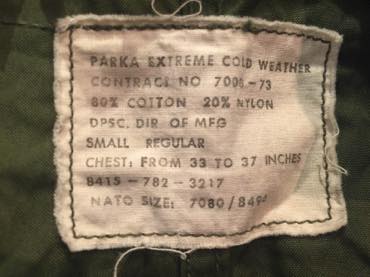 PARKA EXTREME COLD WEATHER
CONTRACT NO 7006-73
80% COTTON 20% NYLON
DPSC. DIR OF MFG
SMALL REGULAR
CHEST: FROM 33 TO 37 INCHES
8415-782-3217
NATO SIZE: 7080/8494